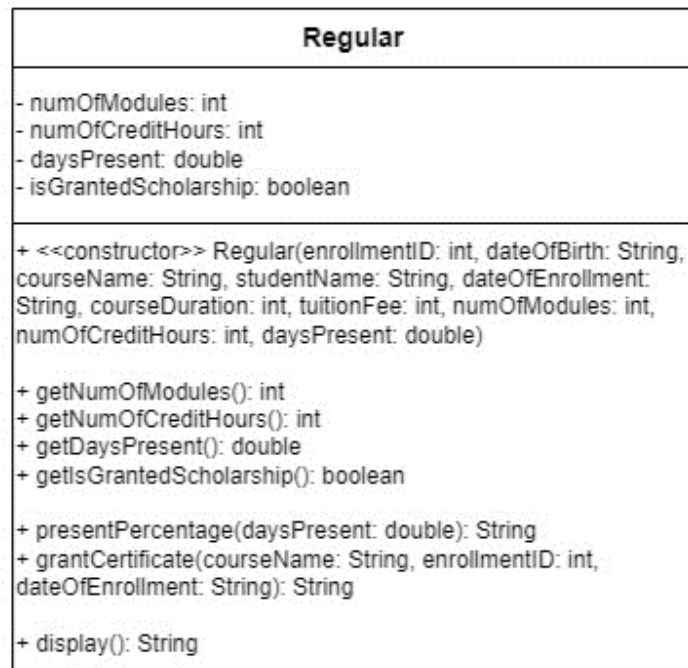 Regular
- numOfModules: int
- numOfCreditHours: int
- daysPresent: double
- isGrantedScholarship: boolean
+ <<constructor>> Regular(enrollmentID: int, dateOfBirth: String,
courseName: String, studentName: String, dateOfEnrollment:
String, courseDuration: int, tuitionFee: int, numOfModules: int,
numOfCreditHours: int, daysPresent: double)
+ getNumOfModules(): int
+ getNumOfCreditHours(): int
+ getDaysPresent(): double
+ getIsGrantedScholarship(): boolean
+ presentPercentage(daysPresent: double): String
+ grantCertificate(courseName: String, enrollmentID: int,
dateOfEnrollment: String): String
+ display(): String